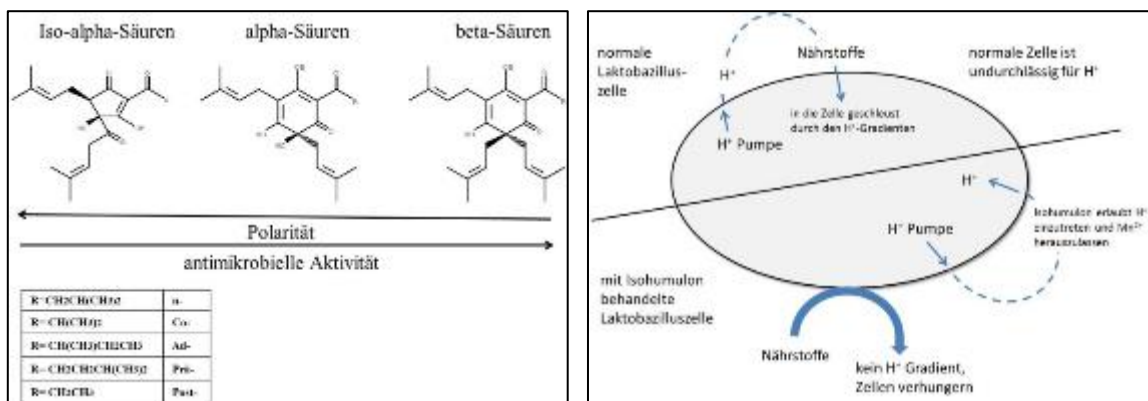 Iso-alpha-Säuren
alpha-Säuren
beta-Säuren
Polarität
antimikrobielle Aktivität
R=CH2CH(CH3)2
n-
R= CH(CH3)2
Co-
R= CH(CH3)CH2CH3
Ad-
R= CH2CH2CH(CH3)2
Prä-
R= CH2CH3
Post-
normale
Laktobazillus-
zelle
H⁺
Nährstoffe
normale Zelle ist
undurchlässig für H⁺
in die Zelle geschleust
durch den H⁺-Gradienten
H⁺ Pumpe
H⁺
Isohumulon erlaubt H⁺
einzutreten und Mn²⁺
herauszulassen
H⁺ Pumpe
mit Isohumulon
behandelte
Laktobazilluszelle
Nährstoffe
kein H⁺ Gradient,
Zellen verhungern